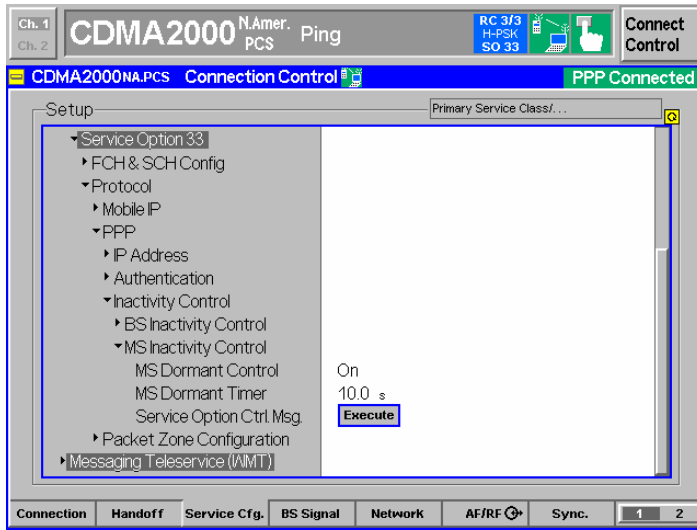 Ch. 1
Ch. 2
CDMA2000 N.Amer. PCS Ping
RC 3/3
H-PSK
SO 33
Connect Control
CDMA2000 NA.PCS Connection Control
PPP Connected
Setup
Primary Service Class/...
Service Option 33
FCH & SCH Config
Protocol
Mobile IP
PPP
IP Address
Authentication
Inactivity Control
BS Inactivity Control
MS Inactivity Control
MS Dormant Control On
MS Dormant Timer 10.0 s
Service Option Ctrl. Msg. Execute
Packet Zone Configuration
Messaging Teleservice (WMT)
Connection Handoff Service Cfg. BS Signal Network AF/RF Sync. 1 2